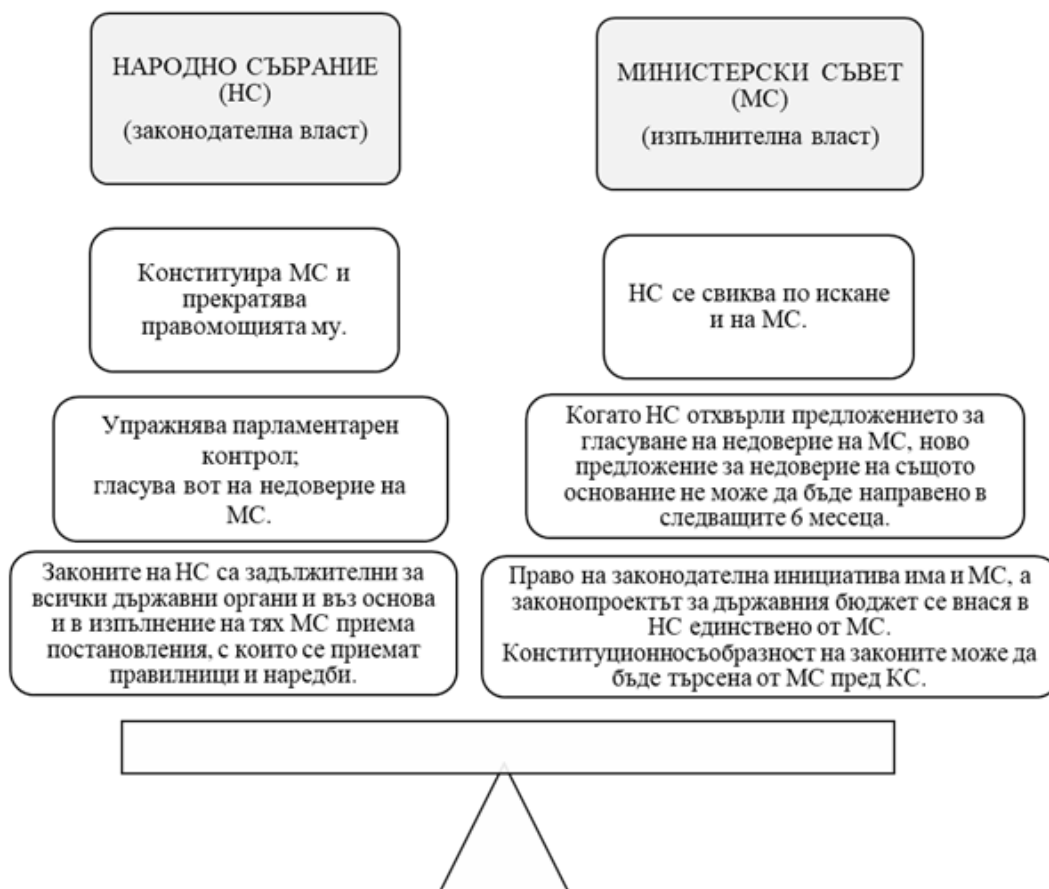 НАРОДНО СЪБРАНИЕ
(НС)
(законодателна власт)
МИНИСТЕРСКИ СЪВЕТ
(МС)
(изпълнителна власт)
Конституира МС и
прекратява
правомощията му.
НС се свиква по искане
и на МС.
Упражнява парламентарен
контрол;
гласува вот на недоверие на
МС.
Когато НС отхвърли предложението за
гласуване на недоверие на МС, ново
предложение за недоверие на същото
основание не може да бъде направено в
следващите 6 месеца.
Законите на НС са задължителни за
всички държавни органи и въз основа
и в изпълнение на тях МС приема
постановления, с които се приемат
правилници и наредби.
Право на законодателна инициатива има и МС, а
законопроектът за държавния бюджет се внася в
НС единствено от МС.
Конституционносъобразност на законите може да
бъде търсена от МС пред КС.